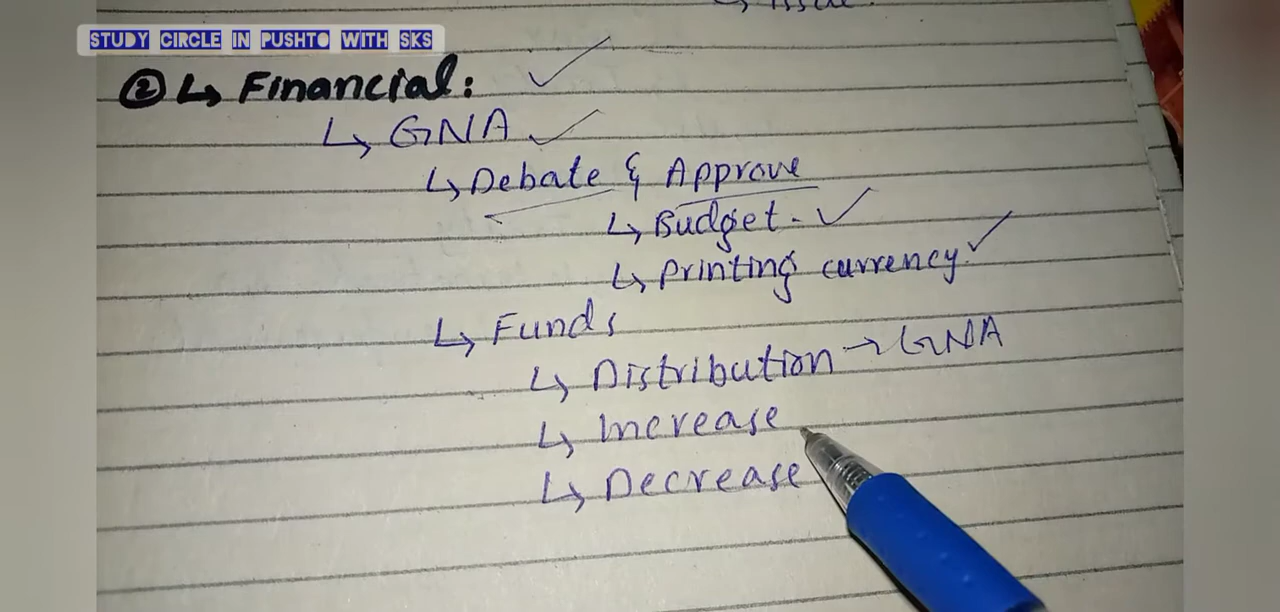 issue.
STUDY CIRCLE IN PUSHTO WITH SKS
② ↳ Financial:
↳ GNA
↳ Debate & Approve
↳ Budget.
↳ Printing currency.
↳ Funds
↳ Distribution → GNA
↳ Increase
↳ Decrease